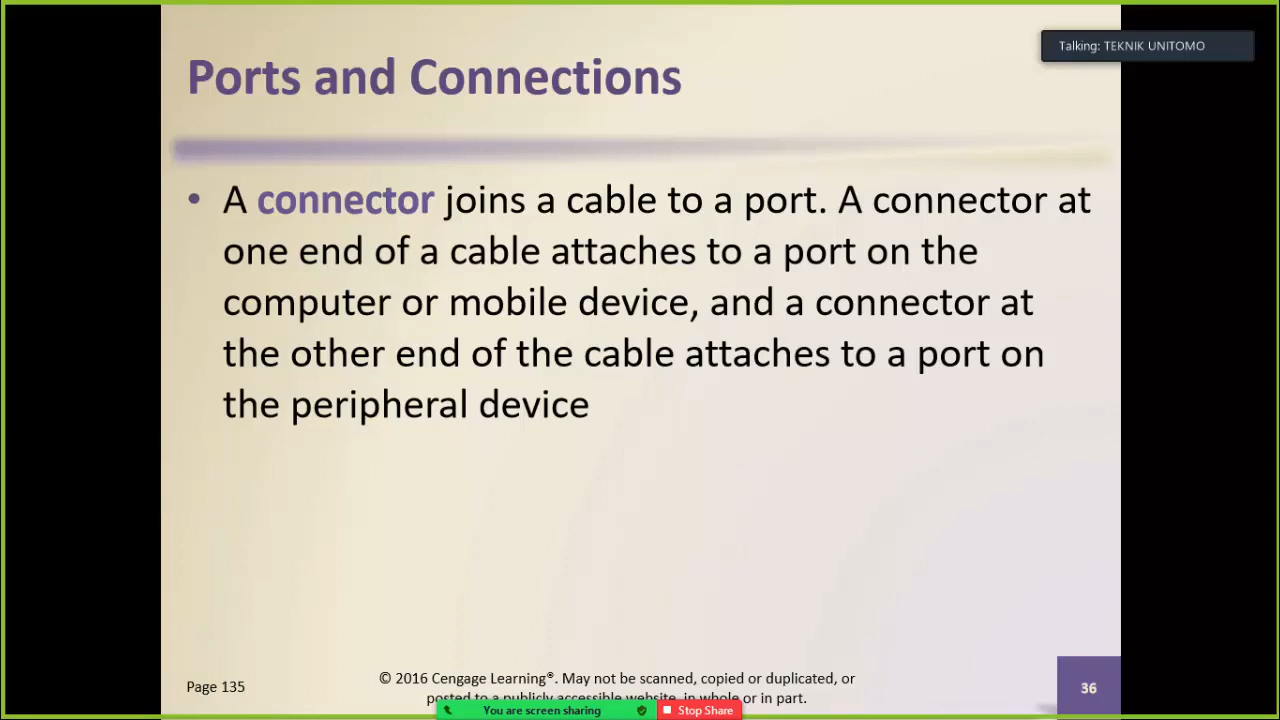 Talking: TEKNIK UNITOMO
Ports and Connections
• A connector joins a cable to a port. A connector at
one end of a cable attaches to a port on the
computer or mobile device, and a connector at
the other end of the cable attaches to a port on
the peripheral device
Page 135
© 2016 Cengage Learning®. May not be scanned, copied or duplicated, or
posted to a publicly accessible website, in whole or in part.
36
You are screen sharing
Stop Share